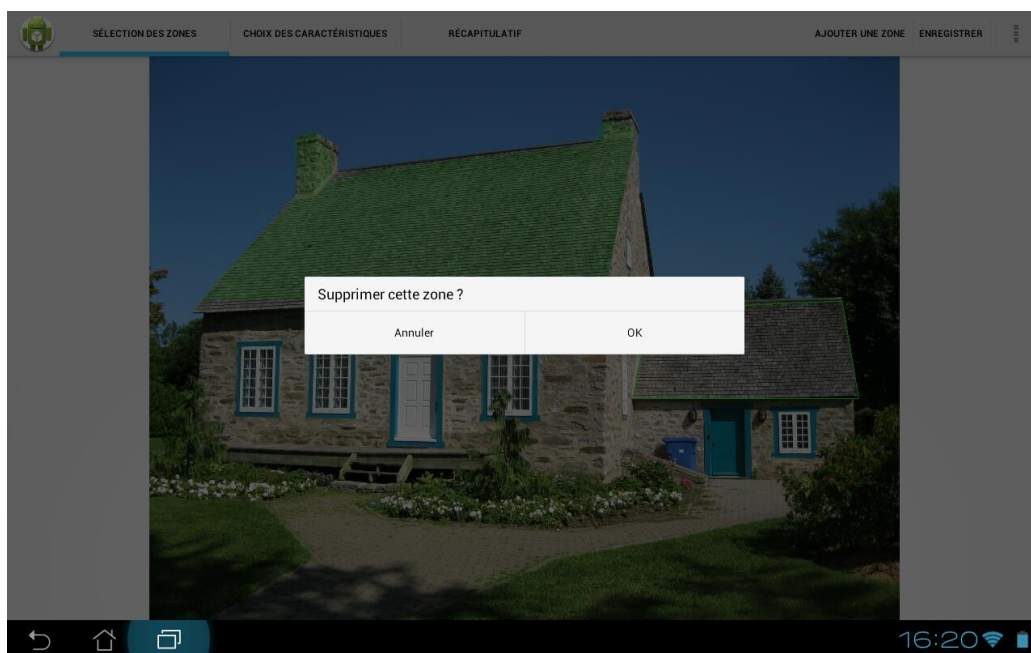 SÉLECTION DES ZONES CHOIX DES CARACTÉRISTIQUES RÉCAPITULATIF AJOUTER UNE ZONE ENREGISTRER
Supprimer cette zone ?
Annuler OK
16:20